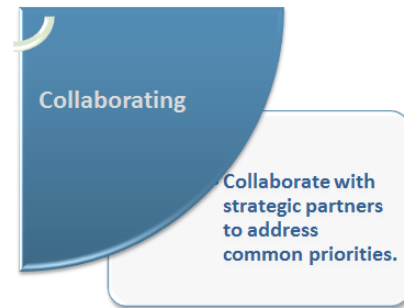 Collaborating
Collaborate with
strategic partners
to address
common priorities.